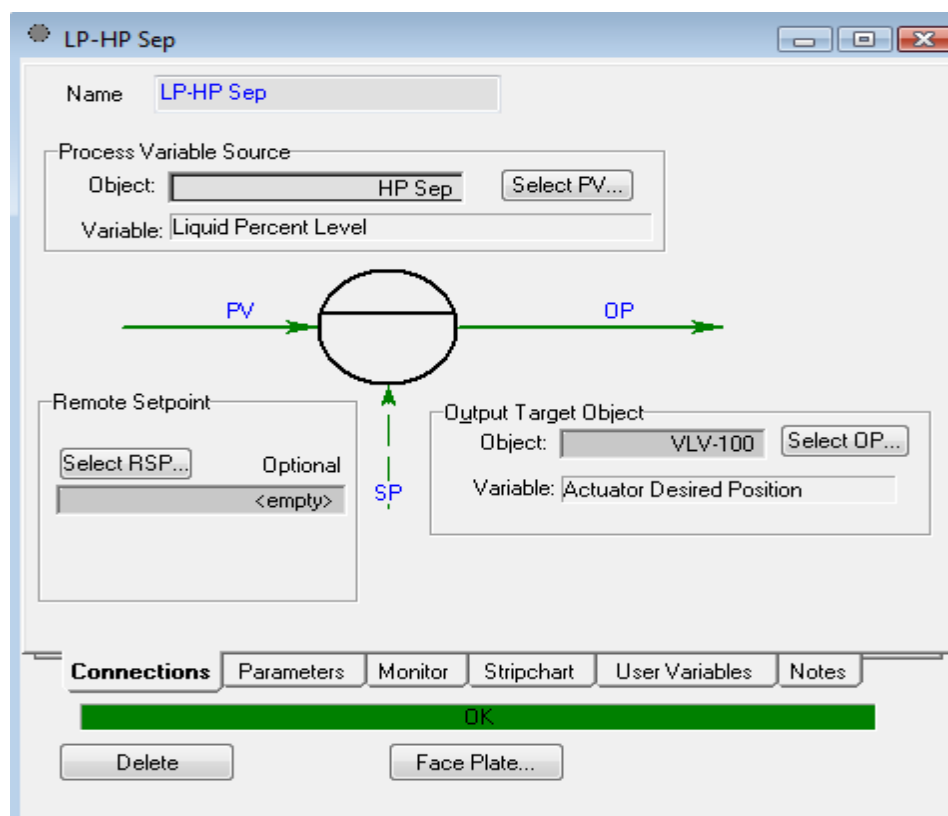 LP-HP Sep
Name LP-HP Sep
Process Variable Source
Object: HP Sep Select PV...
Variable: Liquid Percent Level
PV OP
Remote Setpoint
Output Target Object
Object: VLV-100 Select OP...
Select RSP... Optional
<empty>
SP
Variable: Actuator Desired Position
Connections Parameters Monitor Stripchart User Variables Notes
OK
Delete Face Plate...